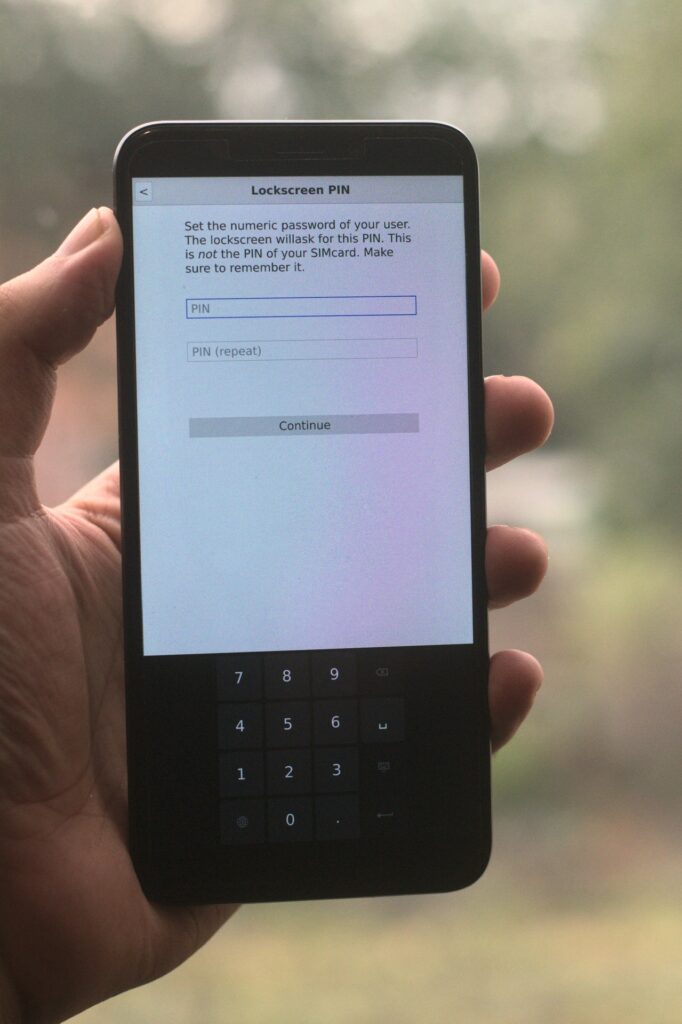 <
Lockscreen PIN
Set the numeric password of your user.
The lockscreen willask for this PIN. This
is not the PIN of your SIMcard. Make
sure to remember it.
PIN
PIN (repeat)
Continue
7 8 9
4 5 6
1 2 3
0 .